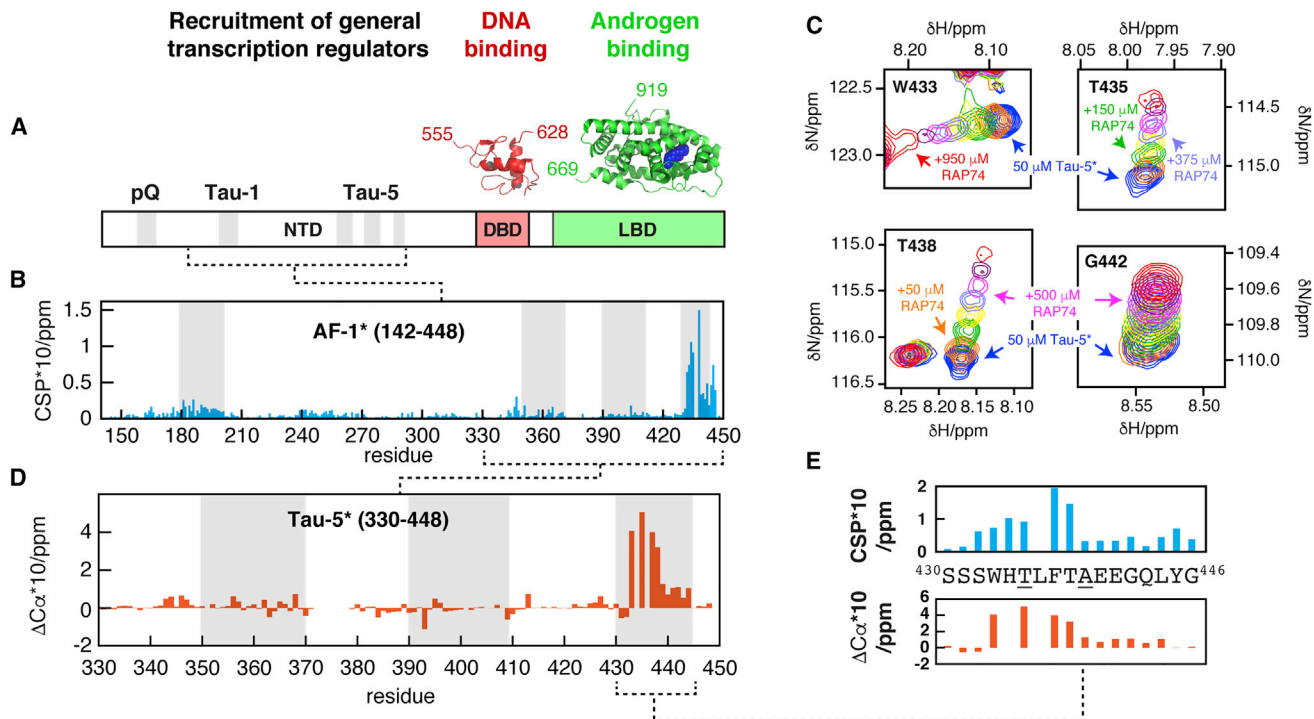 Recruitment of general
transcription regulators
DNA
binding
Androgen
binding
A
555
628
919
669
pQ
Tau-1
Tau-5
NTD
DBD
LBD
B
CSP*10/ppm
1.5
1
0.5
0
AF-1* (142-448)
150 180 210 240 270 300 330 360 390 420 450
residue
D
ΔCα*10/ppm
4
2
0
-2
Tau-5* (330-448)
330 340 350 360 370 380 390 400 410 420 430 440 450
residue
C
δH/ppm
8.20 8.10
δN/ppm
122.5
123.0
W433
+950 μM
RAP74
50 μM Tau-5*
δH/ppm
8.05 8.00 7.95 7.90
T435
+150 μM
RAP74
+375 μM
RAP74
114.5
115.0
δN/ppm
T438
δN/ppm
115.0
115.5
116.0
116.5
+50 μM
RAP74
+500 μM
RAP74
50 μM Tau-5*
8.25 8.20 8.15 8.10
δH/ppm
G442
109.4
109.6
109.8
110.0
δN/ppm
8.55 8.50
δH/ppm
E
CSP*10
/ppm
2
1
0
430SSSWHTLFTAEEGQLYG446
ΔCα*10
/ppm
6
4
2
0
-2